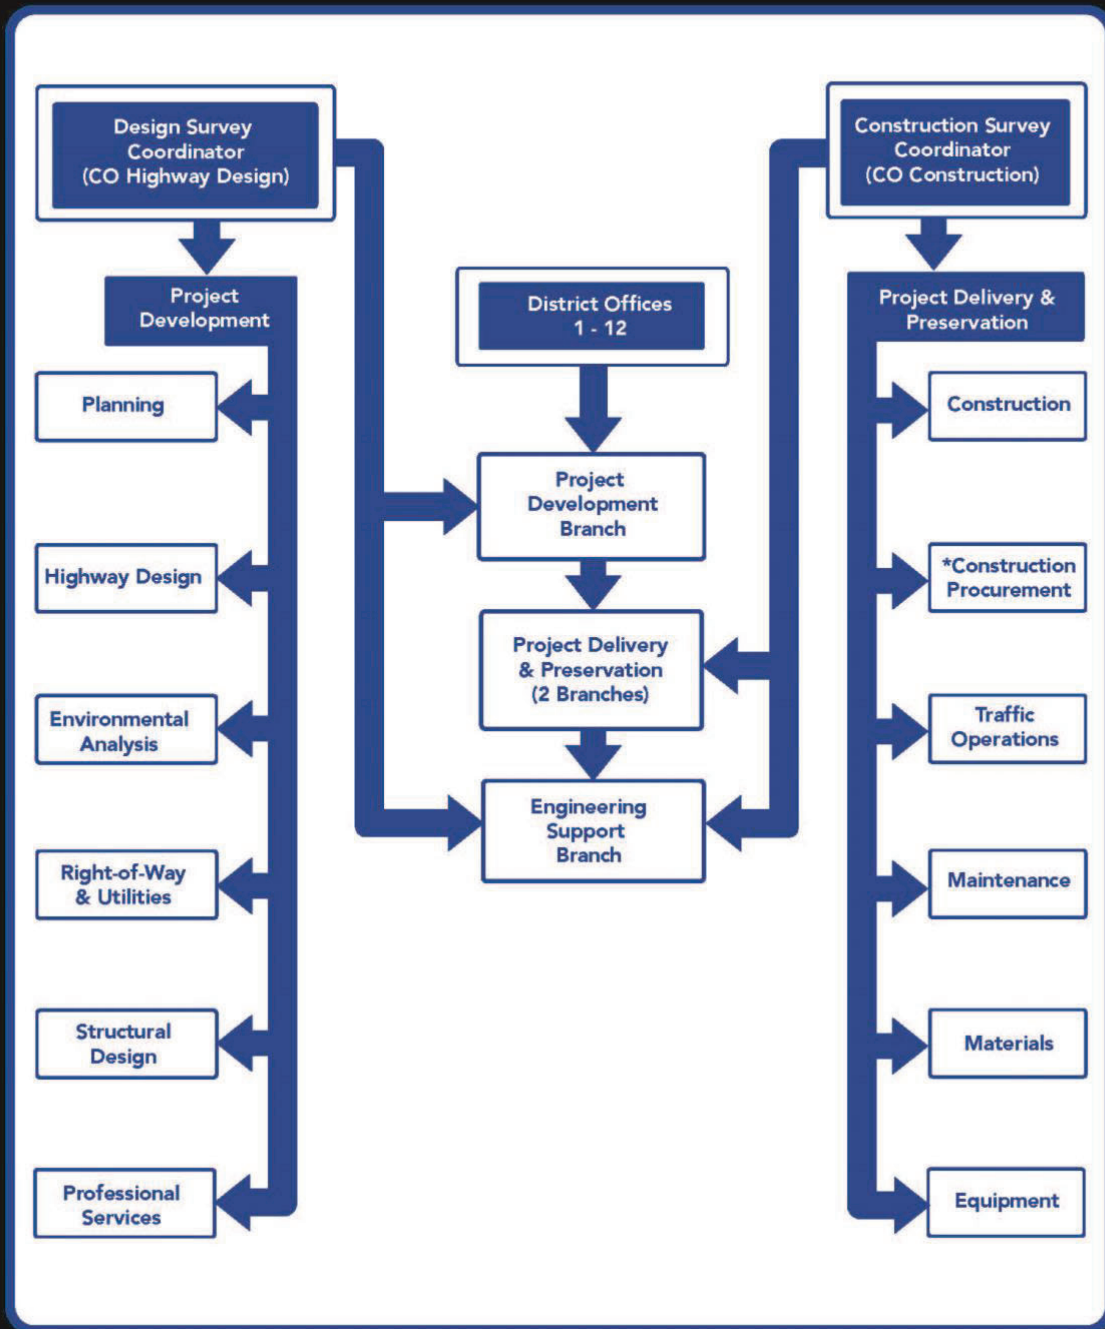 Design Survey
Coordinator
(CO Highway Design)
Project
Development
Planning
Highway Design
Environmental
Analysis
Right-of-Way
& Utilities
Structural
Design
Professional
Services
District Offices
1 - 12
Project
Development
Branch
Project Delivery
& Preservation
(2 Branches)
Engineering
Support
Branch
Construction Survey
Coordinator
(CO Construction)
Project Delivery &
Preservation
Construction
*Construction
Procurement
Traffic
Operations
Maintenance
Materials
Equipment